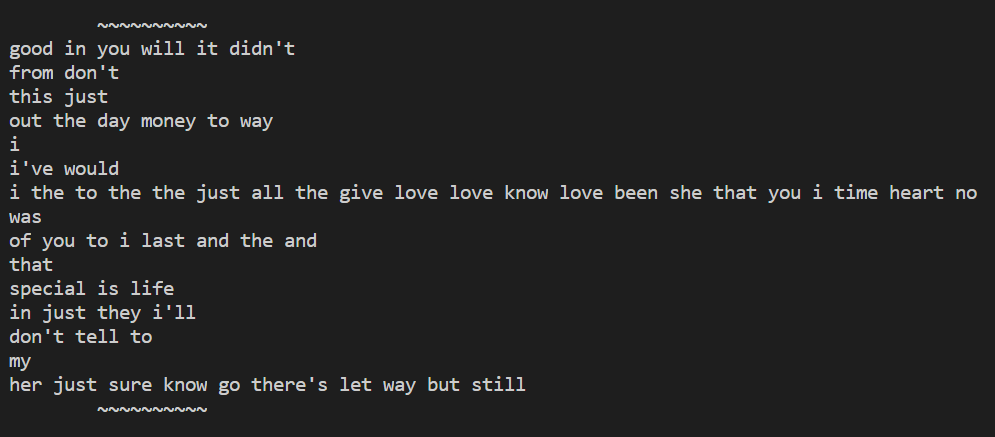 ~~~~~~~~~~
good in you will it didn't
from don't
this just
out the day money to way
i
i've would
i the to the the just all the give love love know love been she that you i time heart no
was
of you to i last and the and
that
special is life
in just they i'll
don't tell to
my
her just sure know go there's let way but still
~~~~~~~~~~